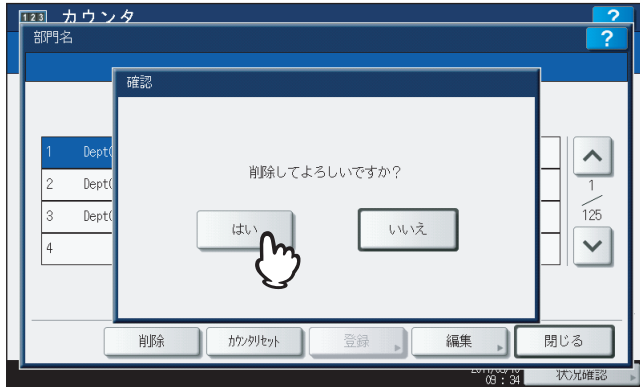 123 カウンタ ?
部門名 ?
確認
削除してよろしいですか?
はい いいえ
1 Dept
2 Dept
3 Dept
4
1
125
削除 カウンタリセット 登録 編集 閉じる
09 : 34 状況確認